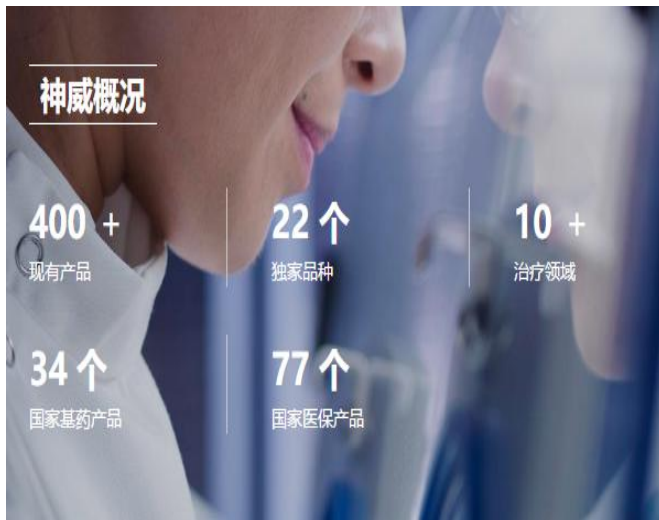 神威概况
400 +
22 个
10 +
现有产品
独家品种
治疗领域
34 个
77 个
国家基药产品
国家医保产品